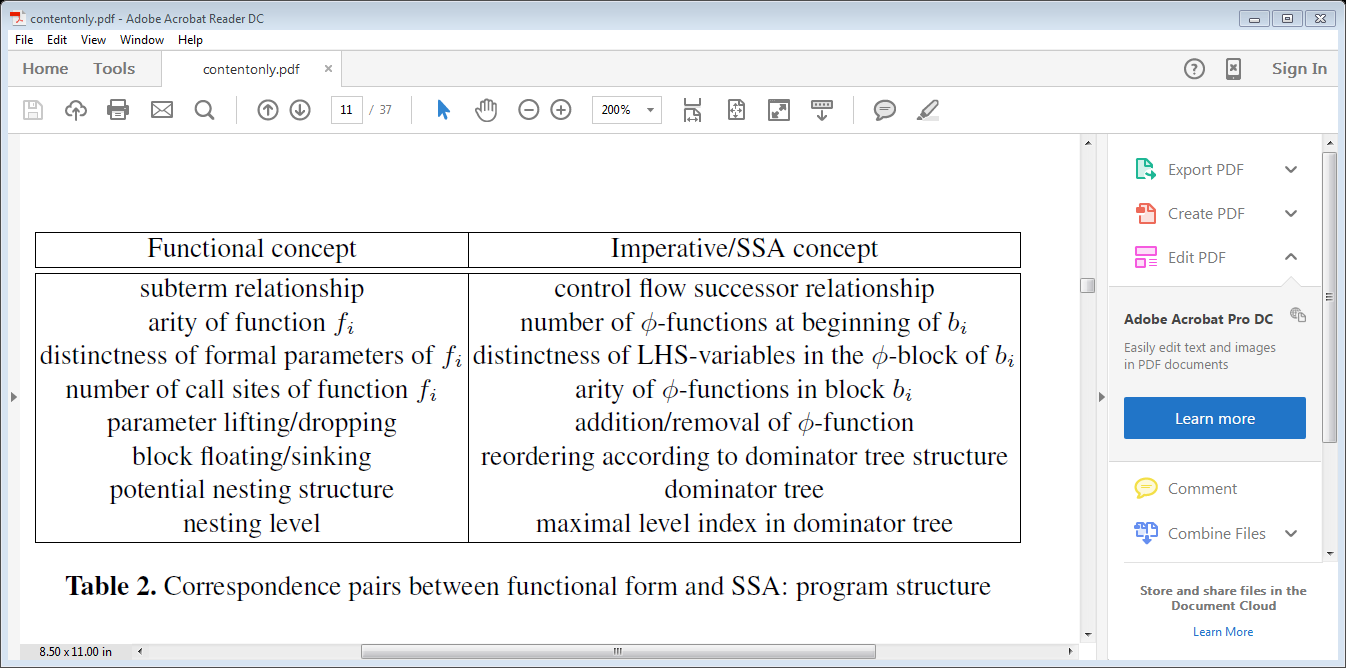 contentonly.pdf - Adobe Acrobat Reader DC
File Edit View Window Help
Home Tools contentonly.pdf × Sign In
11 / 37 200%
Functional concept Imperative/SSA concept
subterm relationship control flow successor relationship
arity of function fᵢ number of ϕ-functions at beginning of bᵢ
distinctness of formal parameters of fᵢ distinctness of LHS-variables in the ϕ-block of bᵢ
number of call sites of function fᵢ arity of ϕ-functions in block bᵢ
parameter lifting/dropping addition/removal of ϕ-function
block floating/sinking reordering according to dominator tree structure
potential nesting structure dominator tree
nesting level maximal level index in dominator tree
Table 2. Correspondence pairs between functional form and SSA: program structure
8.50 x 11.00 in
Export PDF
Create PDF
Edit PDF
Adobe Acrobat Pro DC
Easily edit text and images
in PDF documents
Learn more
Comment
Combine Files
Store and share files in the
Document Cloud
Learn More